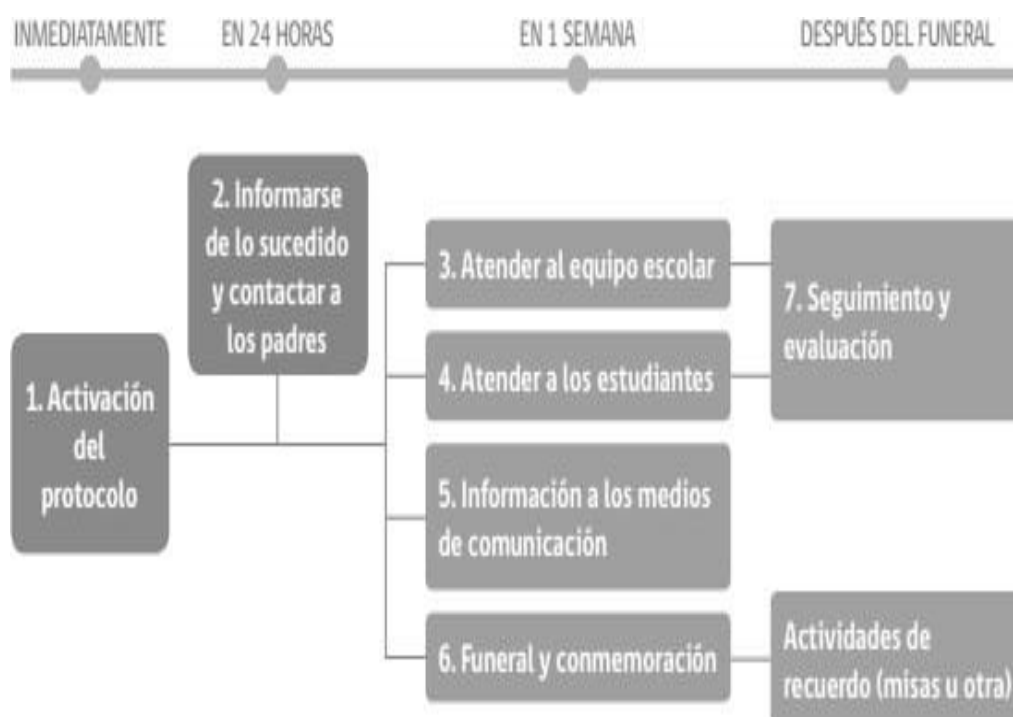 INMEDIATAMENTE
EN 24 HORAS
EN 1 SEMANA
DESPUÉS DEL FUNERAL
1. Activación
del
protocolo
2. Informarse
de lo sucedido
y contactar a
los padres
3. Atender al equipo escolar
4. Atender a los estudiantes
5. Información a los medios
de comunicación
6. Funeral y conmemoración
7. Seguimiento y
evaluación
Actividades de
recuerdo (misas u otra)